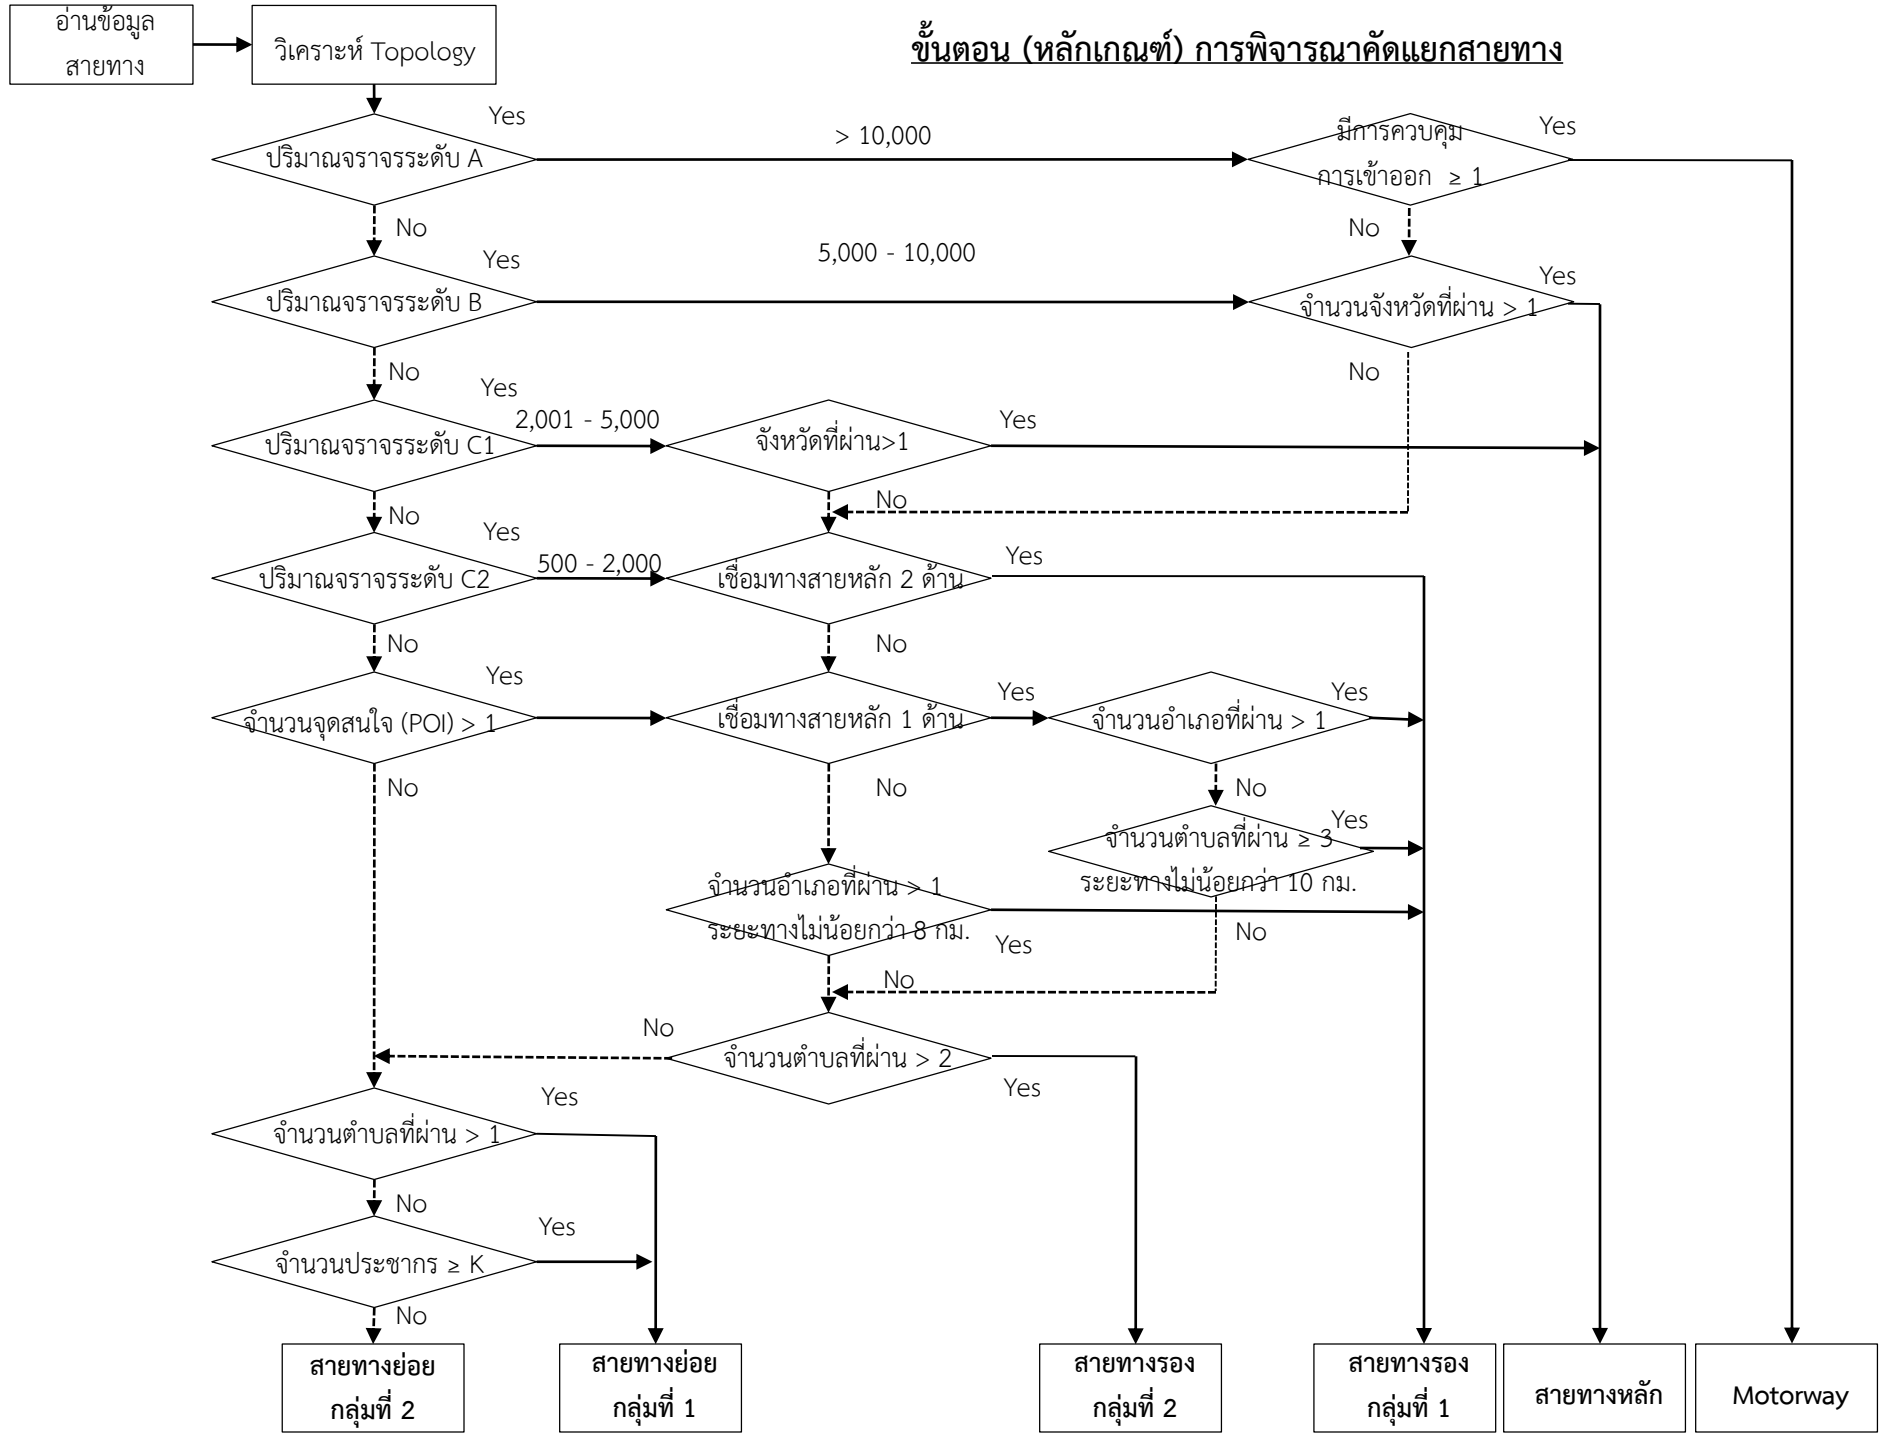 อ่านข้อมูล
สายทาง
วิเคราะห์ Topology
ขั้นตอน (หลักเกณฑ์) การพิจารณาคัดแยกสายทาง
ปริมาณจราจรระดับ A
Yes
> 10,000
มีการควบคุม
การเข้าออก ≥ 1
Yes
No
No
ปริมาณจราจรระดับ B
Yes
5,000 - 10,000
จำนวนจังหวัดที่ผ่าน > 1
Yes
No
No
ปริมาณจราจรระดับ C1
Yes
2,001 - 5,000
จังหวัดที่ผ่าน>1
Yes
No
No
ปริมาณจราจรระดับ C2
Yes
500 - 2,000
เชื่อมทางสายหลัก 2 ด้าน
Yes
No
No
จำนวนจุดสนใจ (POI) > 1
Yes
เชื่อมทางสายหลัก 1 ด้าน
Yes
จำนวนอำเภอที่ผ่าน > 1
Yes
No
No
No
จำนวนตำบลที่ผ่าน ≥ 3
ระยะทางไม่น้อยกว่า 10 กม.
Yes
จำนวนอำเภอที่ผ่าน > 1
ระยะทางไม่น้อยกว่า 8 กม.
Yes
No
No
No
จำนวนตำบลที่ผ่าน > 2
Yes
จำนวนตำบลที่ผ่าน > 1
Yes
No
จำนวนประชากร ≥ K
Yes
No
สายทางย่อย
กลุ่มที่ 2
สายทางย่อย
กลุ่มที่ 1
สายทางรอง
กลุ่มที่ 2
สายทางรอง
กลุ่มที่ 1
สายทางหลัก
Motorway